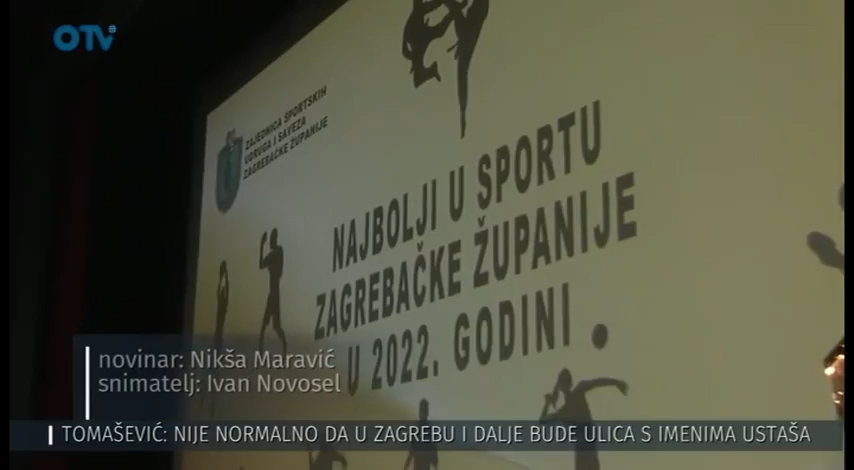 OTV
ZAJEDNICA SPORTSKIH
UDRUGA I SAVEZA
ZAGREBAČKE ŽUPANIJE
NAJBOLJI U SPORTU
ZAGREBAČKE ŽUPANIJE
U 2022. GODINI
novinar: Nikša Maravić
snimatelj: Ivan Novosel
TOMAŠEVIĆ: NIJE NORMALNO DA U ZAGREBU I DALJE BUDE ULICA S IMENIMA USTAŠA